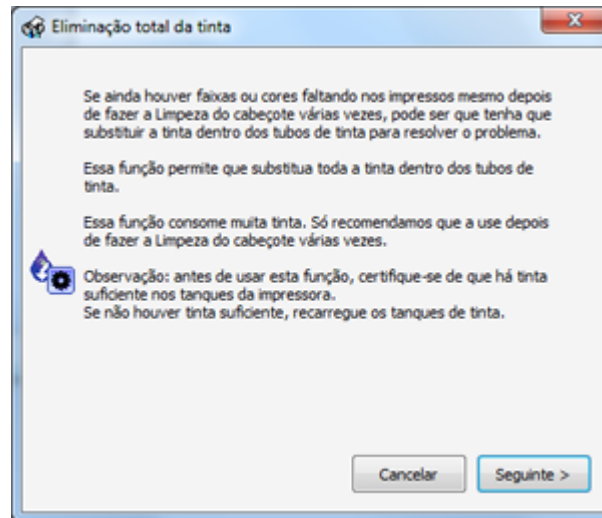 Eliminação total da tinta
Se ainda houver faixas ou cores faltando nos impressos mesmo depois
de fazer a Limpeza do cabeçote várias vezes, pode ser que tenha que
substituir a tinta dentro dos tubos de tinta para resolver o problema.
Essa função permite que substitua toda a tinta dentro dos tubos de
tinta.
Essa função consome muita tinta. Só recomendamos que a use depois
de fazer a Limpeza do cabeçote várias vezes.
Observação: antes de usar esta função, certifique-se de que há tinta
suficiente nos tanques da impressora.
Se não houver tinta suficiente, recarregue os tanques de tinta.
Cancelar Seguinte >